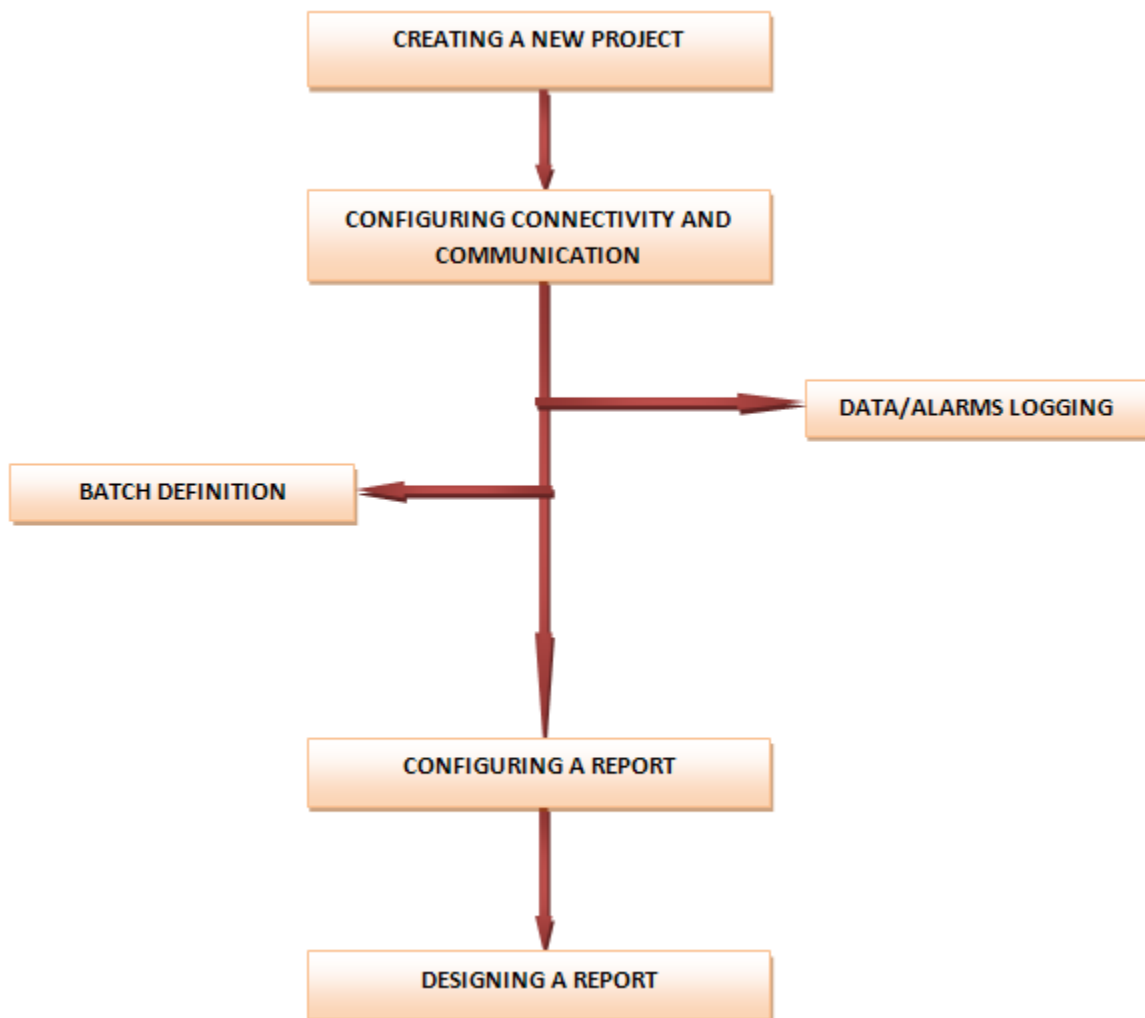 CREATING A NEW PROJECT
CONFIGURING CONNECTIVITY AND
COMMUNICATION
DATA/ALARMS LOGGING
BATCH DEFINITION
CONFIGURING A REPORT
DESIGNING A REPORT